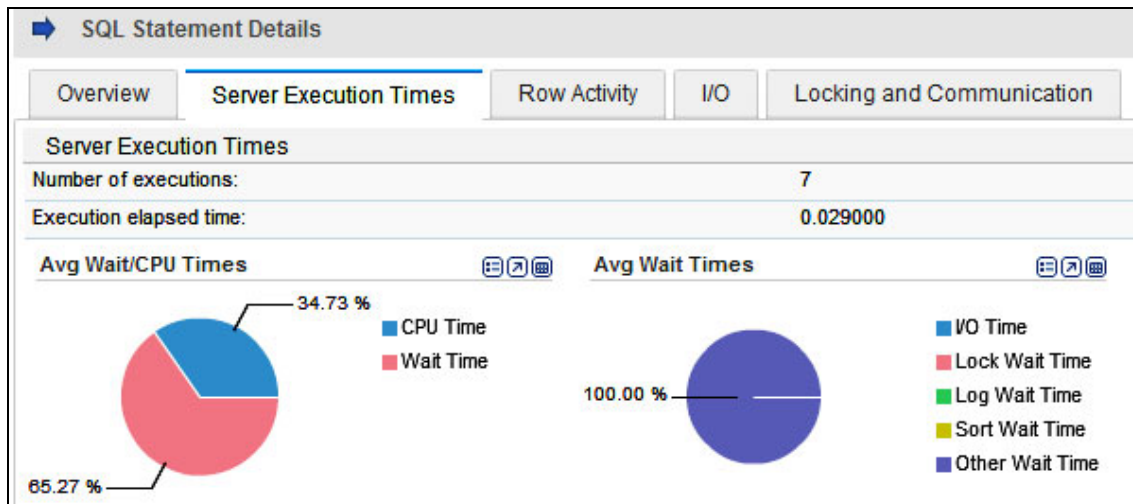 SQL Statement Details
Overview Server Execution Times Row Activity I/O Locking and Communication
Server Execution Times
Number of executions: 7
Execution elapsed time: 0.029000
Avg Wait/CPU Times Avg Wait Times
34.73 %
CPU Time
Wait Time
65.27 %
100.00 %
I/O Time
Lock Wait Time
Log Wait Time
Sort Wait Time
Other Wait Time